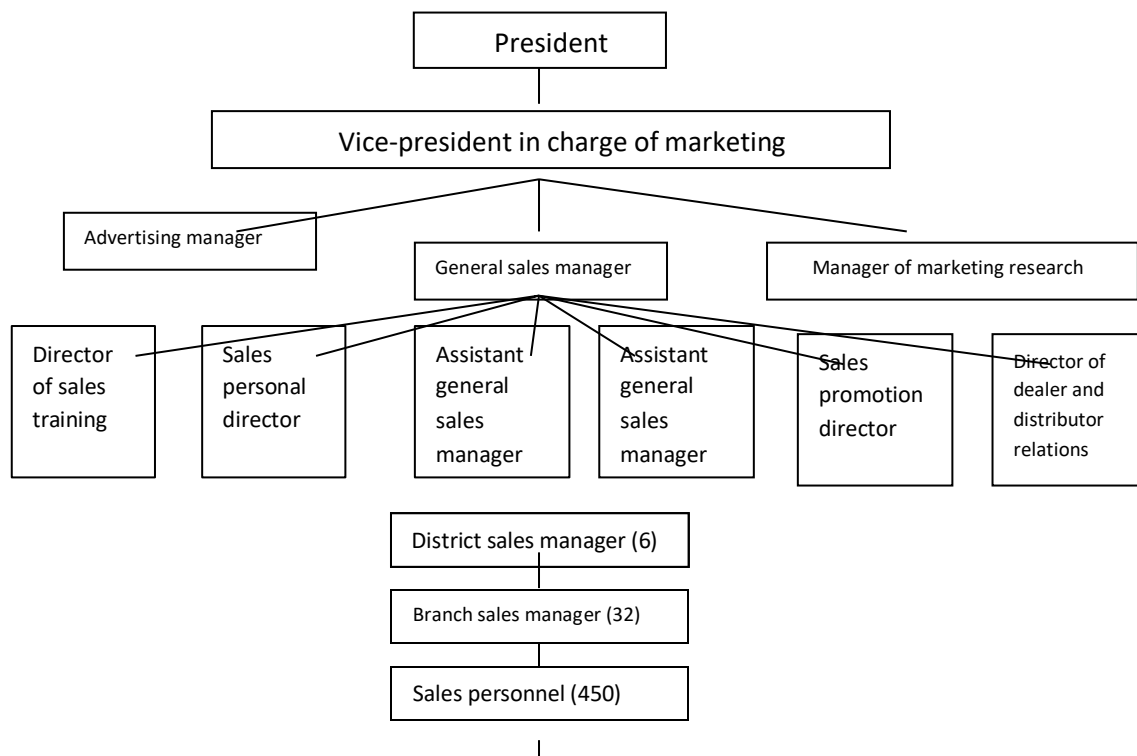 President
Vice-president in charge of marketing
Advertising manager
General sales manager
Manager of marketing research
Director
of sales
training
Sales
personal
director
Assistant
general
sales
manager
Assistant
general
sales
manager
Sales
promotion
director
Director of
dealer and
distributor
relations
District sales manager (6)
Branch sales manager (32)
Sales personnel (450)